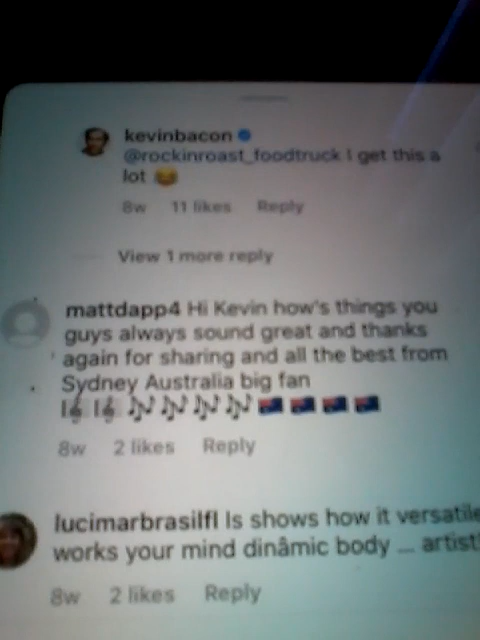 kevinbacon
@rockinroast_foodtruck I get this a
lot 😂
8w 11 likes Reply
View 1 more reply
mattdapp4 Hi Kevin how's things you
guys always sound great and thanks
again for sharing and all the best from
Sydney Australia big fan
🎼🎼🎶🎶🎶🎶🇦🇺🇦🇺🇦🇺🇦🇺
8w 2 likes Reply
lucimarbrasilfl Is shows how it versatile
works your mind dinâmic body ... artist
8w 2 likes Reply